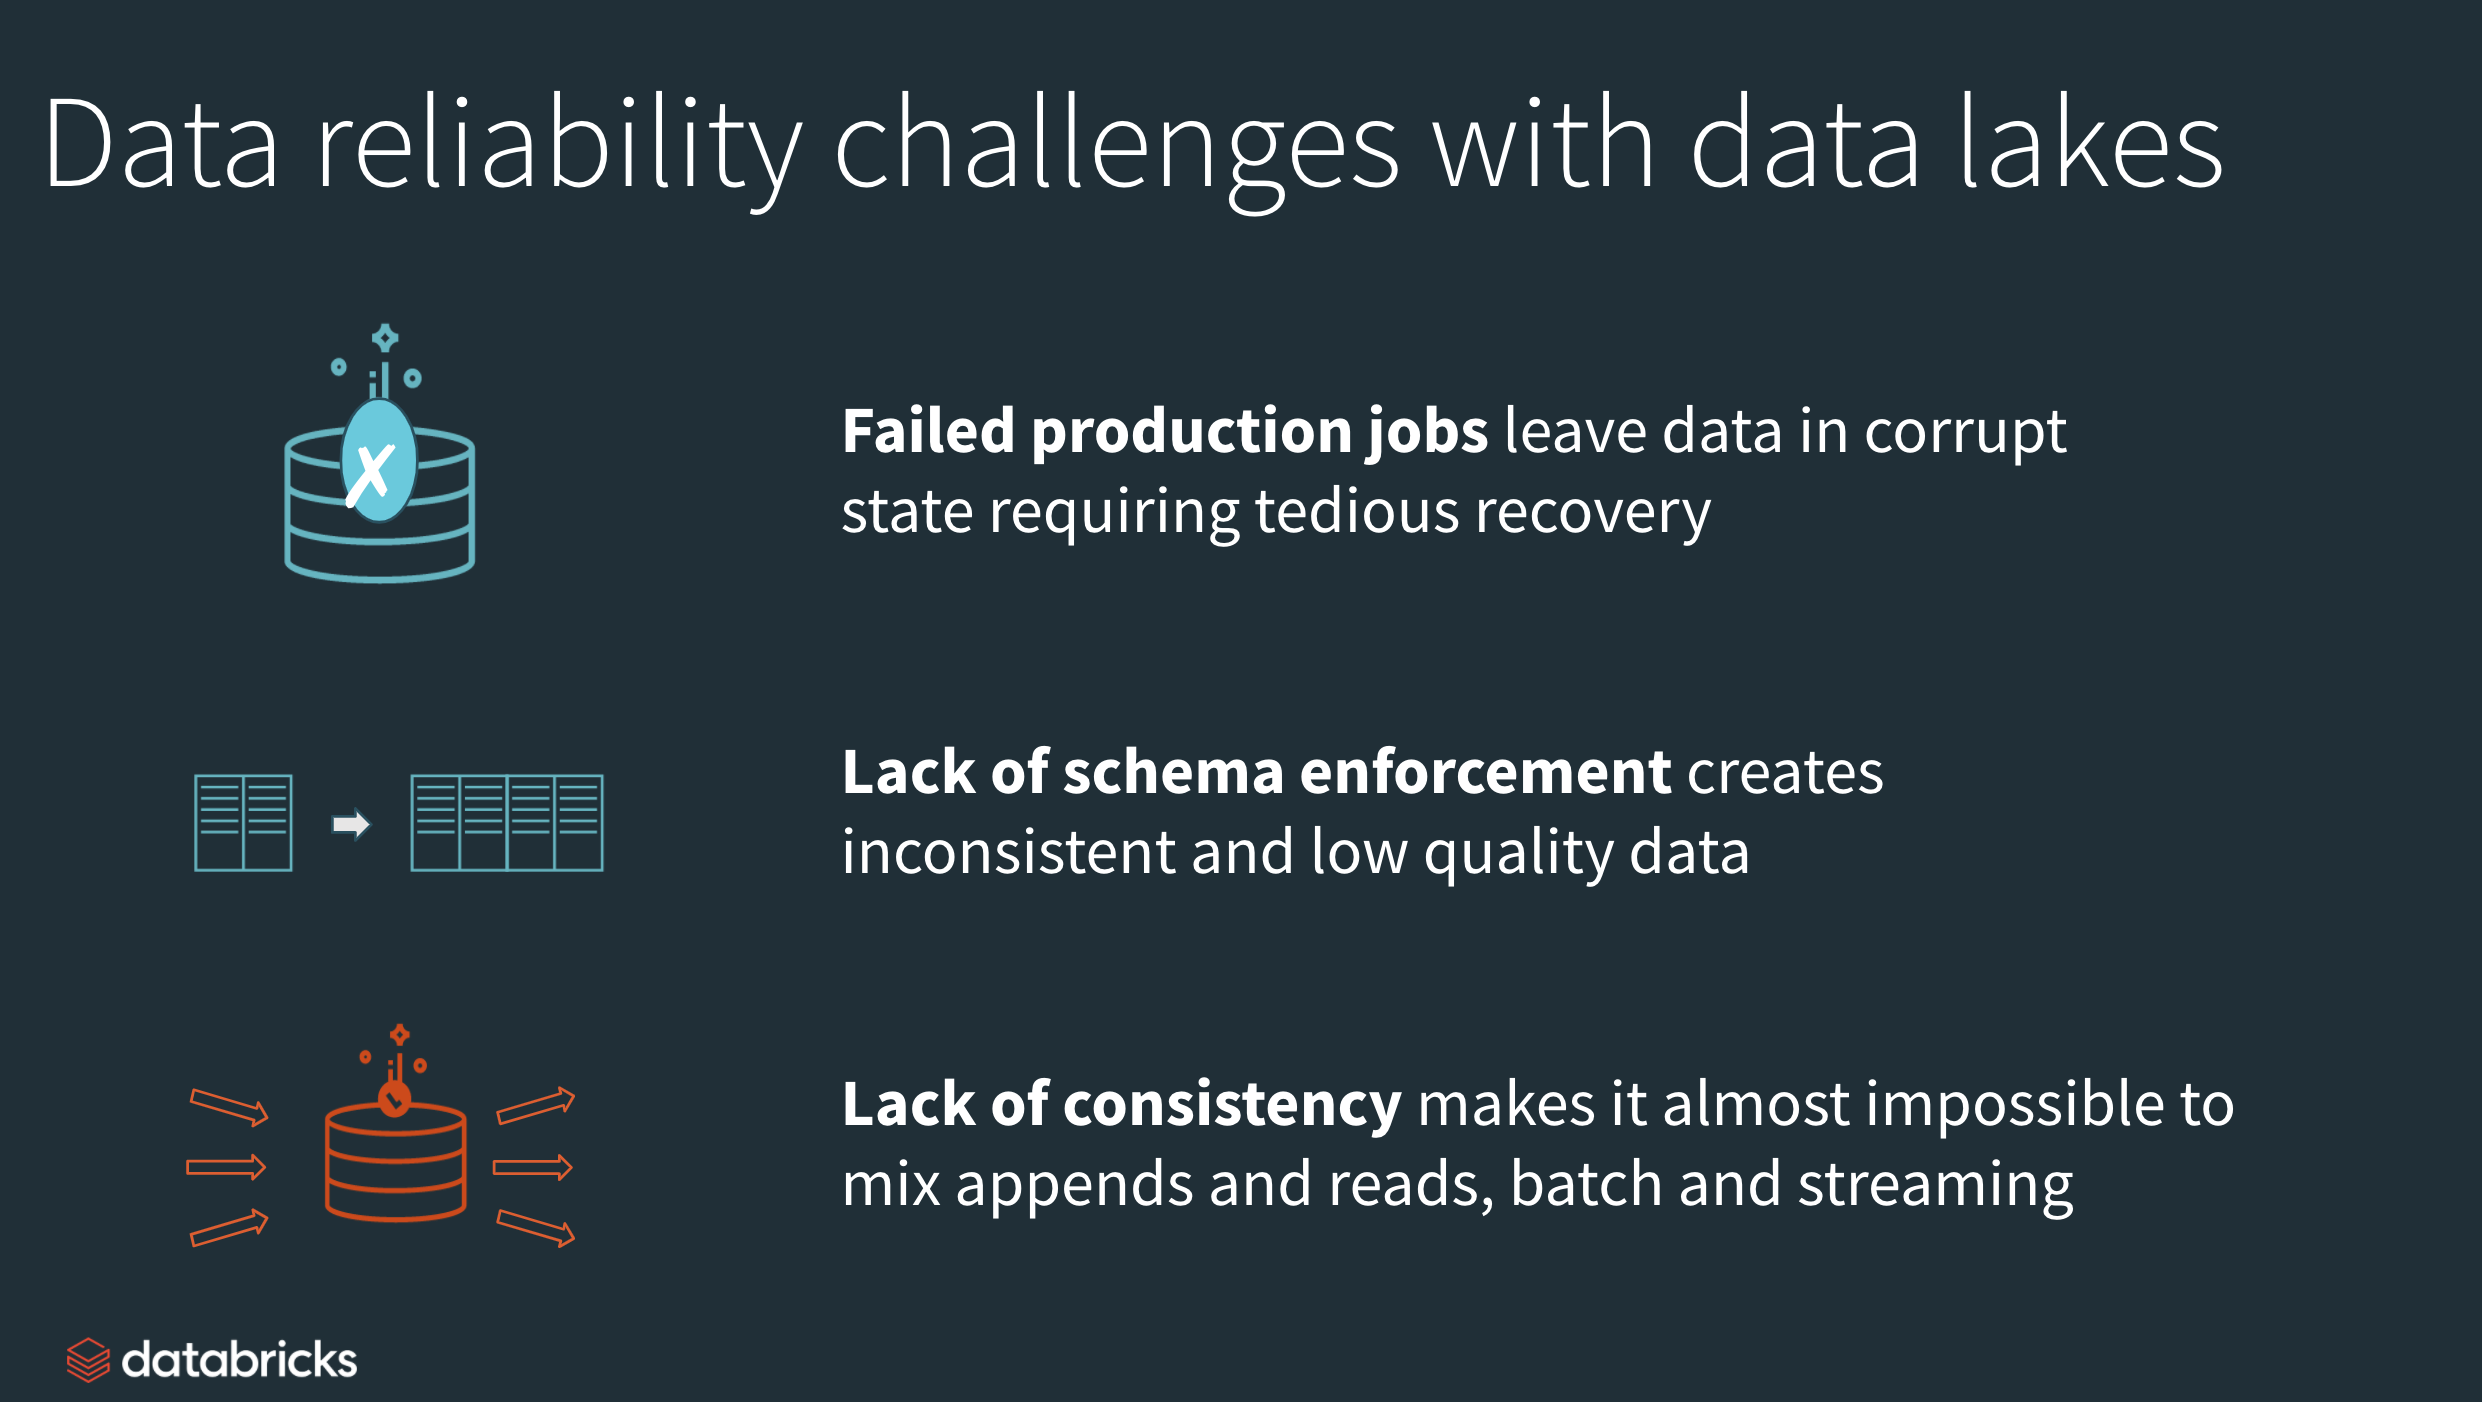 Data reliability challenges with data lakes
Failed production jobs leave data in corrupt
state requiring tedious recovery
Lack of schema enforcement creates
inconsistent and low quality data
Lack of consistency makes it almost impossible to
mix appends and reads, batch and streaming
databricks